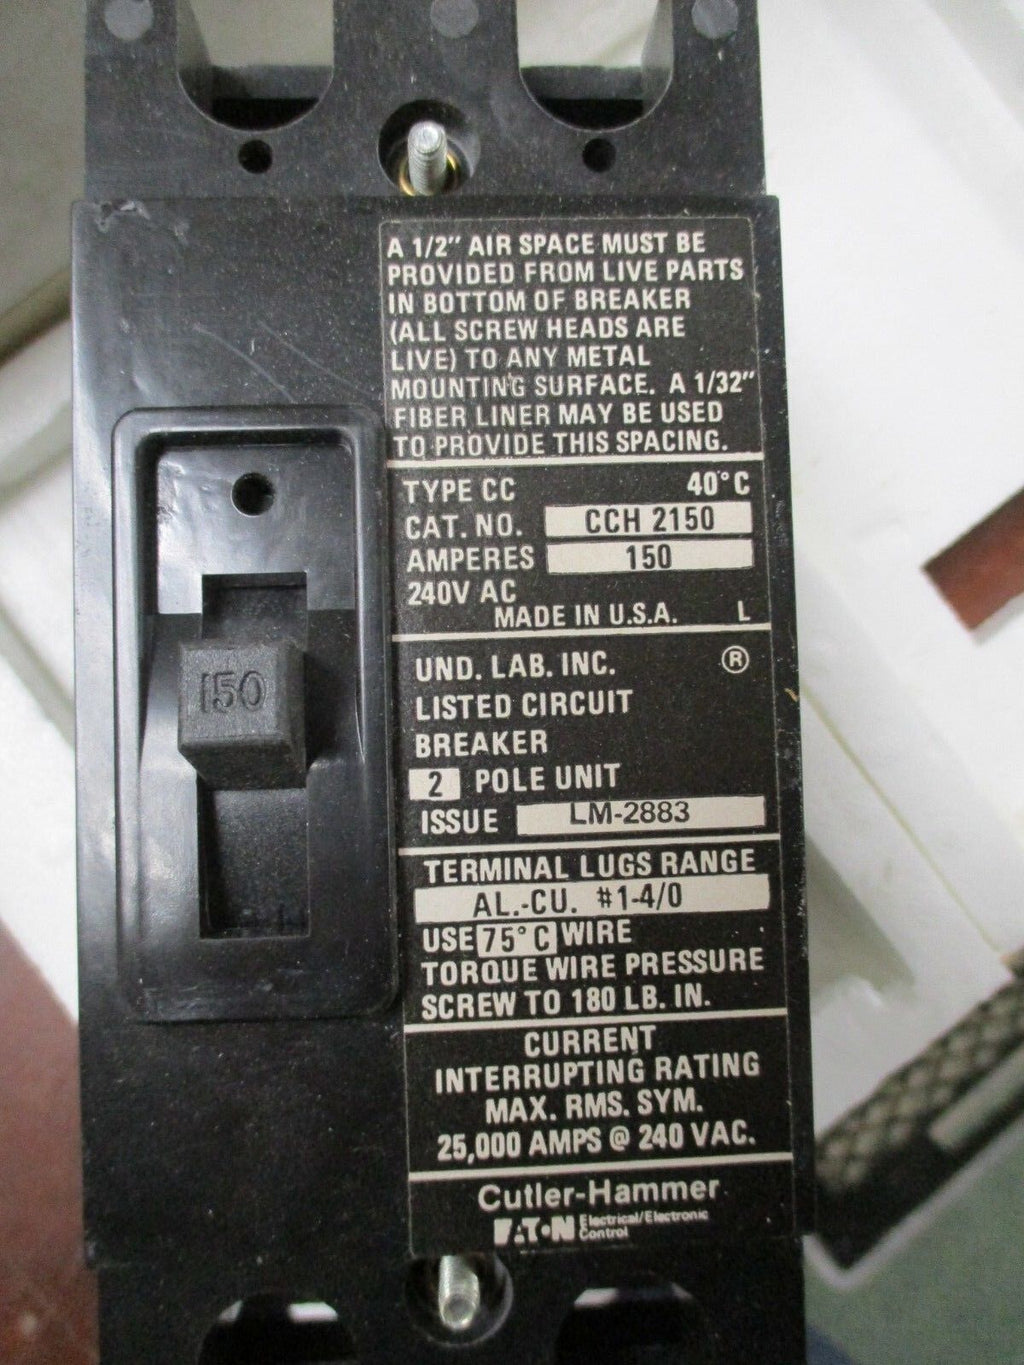 A 1/2" AIR SPACE MUST BE
PROVIDED FROM LIVE PARTS
IN BOTTOM OF BREAKER
(ALL SCREW HEADS ARE
LIVE) TO ANY METAL
MOUNTING SURFACE. A 1/32"
FIBER LINER MAY BE USED
TO PROVIDE THIS SPACING.
TYPE CC 40°C
CAT. NO. CCH 2150
AMPERES 150
240V AC
MADE IN U.S.A. L
UND. LAB. INC. ®
LISTED CIRCUIT
BREAKER
2 POLE UNIT
ISSUE LM-2883
TERMINAL LUGS RANGE
AL.-CU. #1-4/0
USE 75°C WIRE
TORQUE WIRE PRESSURE
SCREW TO 180 LB. IN.
CURRENT
INTERRUPTING RATING
MAX. RMS. SYM.
25,000 AMPS @ 240 VAC.
Cutler-Hammer
EATON Electrical/Electronic
Control
150